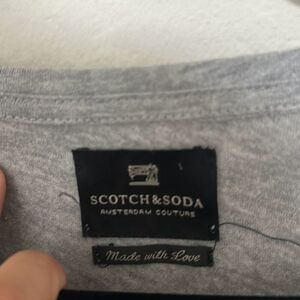 SCOTCH & SODA
AMSTERDAM COUTURE
Made with Love